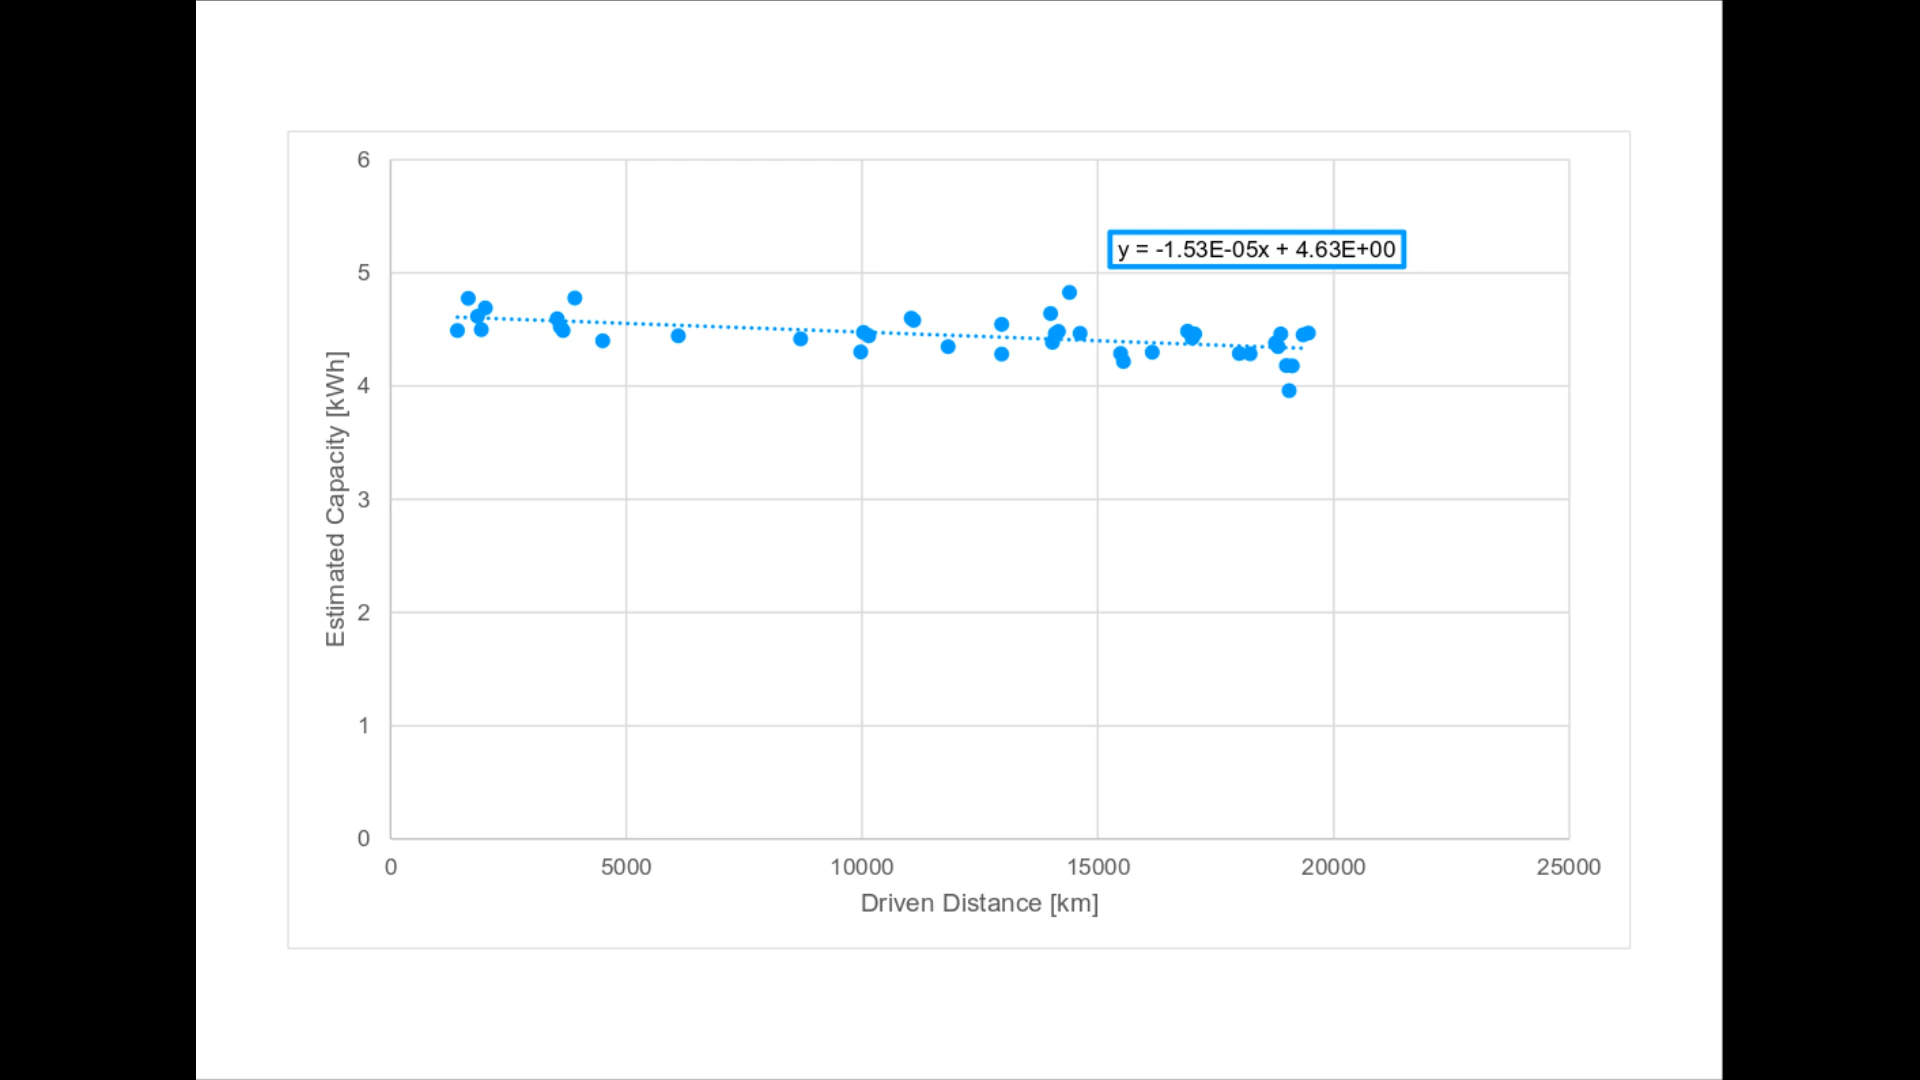 6
y = -1.53E-05x + 4.63E+00
5
4
3
2
1
0
Estimated Capacity [kWh]
0 5000 10000 15000 20000 25000
Driven Distance [km]